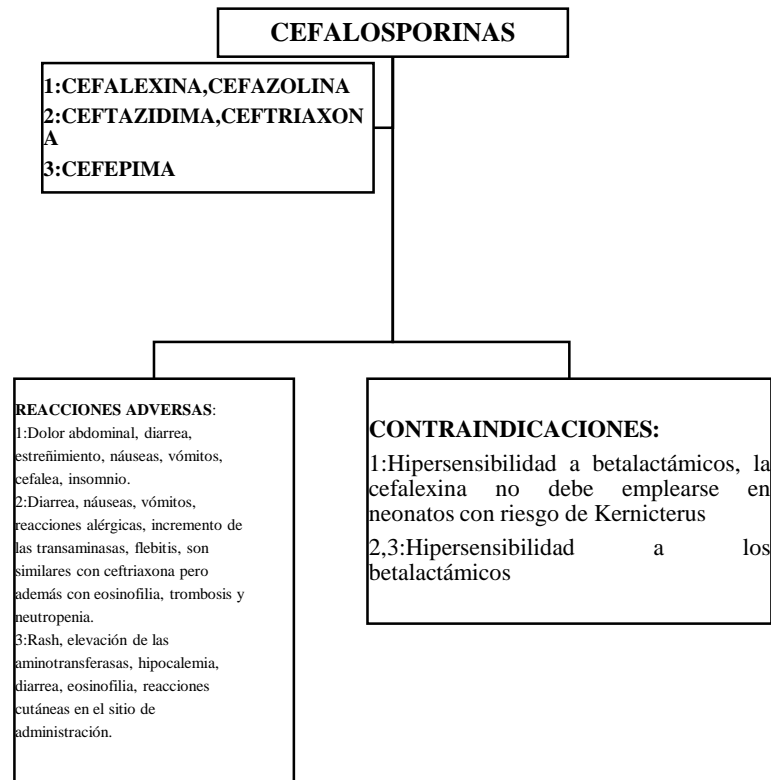 CEFALOSPORINAS
1:CEFALEXINA,CEFAZOLINA
2:CEFTAZIDIMA,CEFTRIAXON
A
3:CEFEPIMA
REACCIONES ADVERSAS:
1:Dolor abdominal, diarrea,
estreñimiento, náuseas, vómitos,
cefalea, insomnio.
2:Diarrea, náuseas, vómitos,
reacciones alérgicas, incremento de
las transaminasas, flebitis, son
similares con ceftriaxona pero
además con eosinofilia, trombosis y
neutropenia.
3:Rash, elevación de las
aminotransferasas, hipocalemia,
diarrea, eosinofilia, reacciones
cutáneas en el sitio de
administración.
CONTRAINDICACIONES:
1:Hipersensibilidad a betalactámicos, la
cefalexina no debe emplearse en
neonatos con riesgo de Kernicterus
2,3:Hipersensibilidad a los
betalactámicos